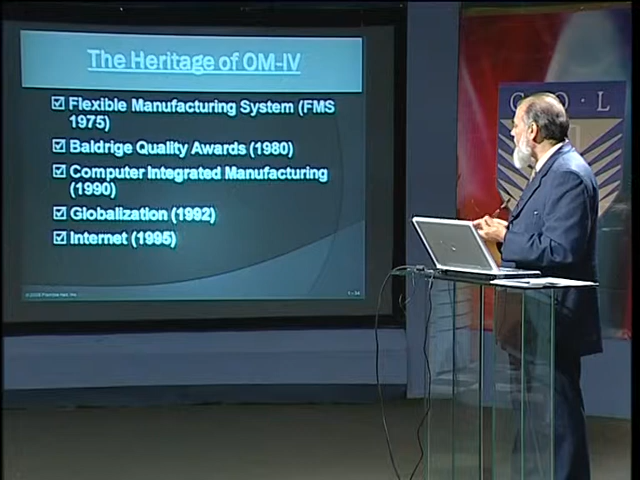 The Heritage of OM-IV
Flexible Manufacturing System (FMS
1975)
Baldrige Quality Awards (1980)
Computer Integrated Manufacturing
(1990)
Globalization (1992)
Internet (1995)